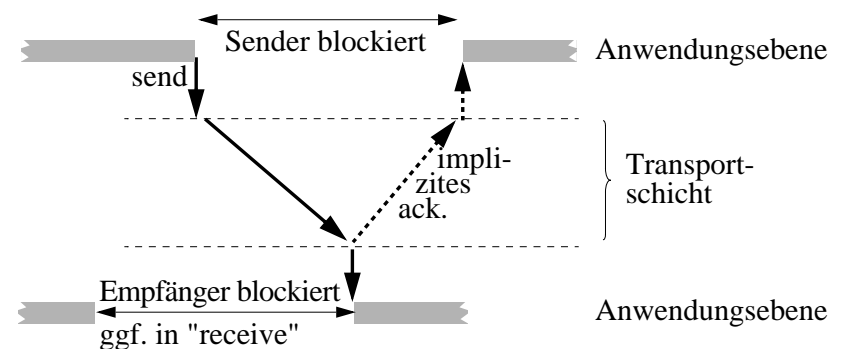 Sender blockiert
Anwendungsebene
send
impli-
zites
ack.
Transport-
schicht
Empfänger blockiert
ggf. in "receive"
Anwendungsebene